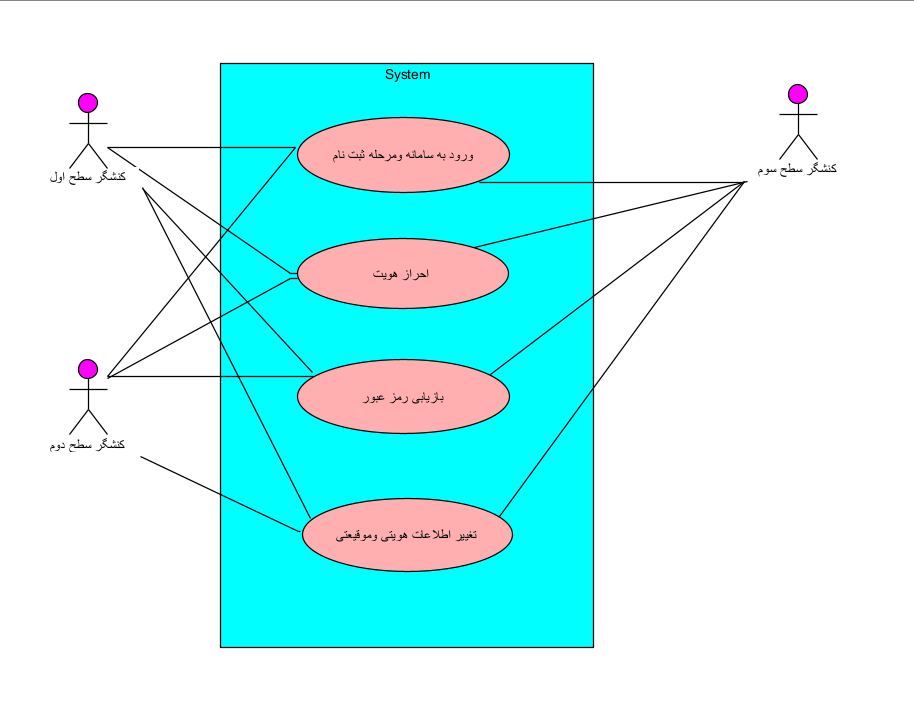 System
کنشگر سطح اول
کنشگر سطح سوم
ورود به سامانه ومرحله ثبت نام
احراز هویت
بازیابی رمز عبور
کنشگر سطح دوم
تغییر اطلاعات هویتی وموقیعتی